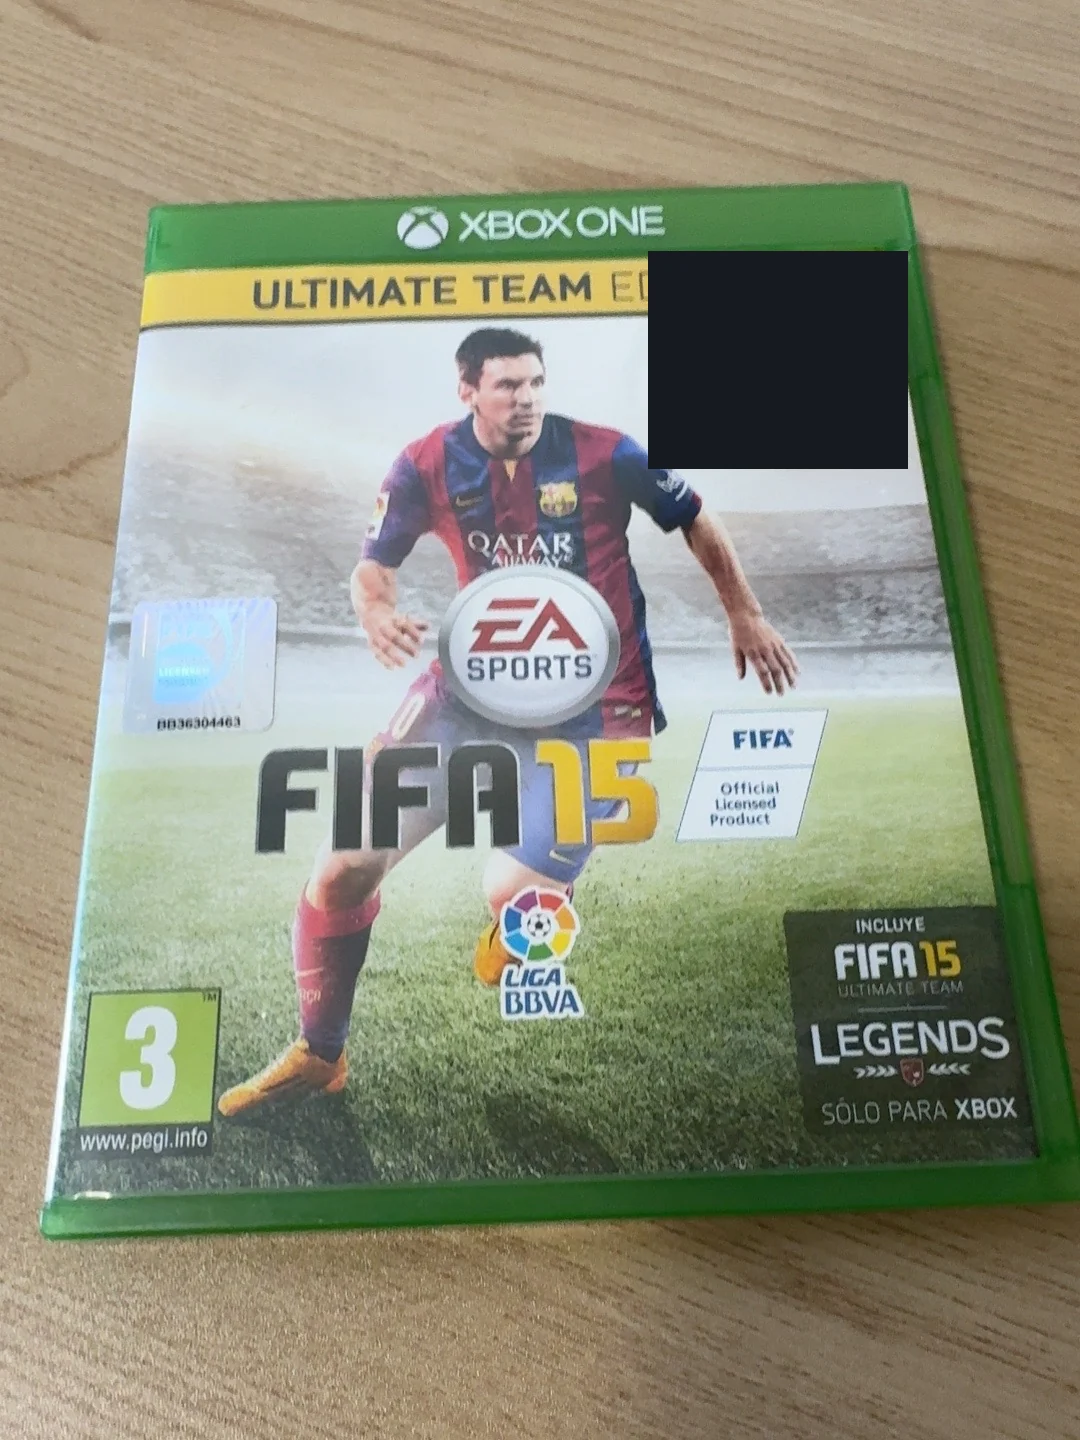 XBOX ONE
ULTIMATE TEAM
QATAR
AIRWAYS
EA
SPORTS
BB36304463
FIFA 15
FIFA
Official
Licensed
Product
LIGA
BBVA
3
www.pegi.info
INCLUYE
FIFA 15
ULTIMATE TEAM
LEGENDS
SÓLO PARA XBOX